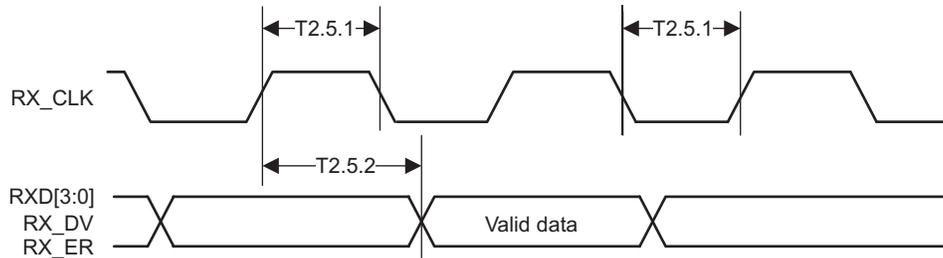 T2.5.1 T2.5.1
RX_CLK
T2.5.2
RXD[3:0]
RX_DV Valid data
RX_ER